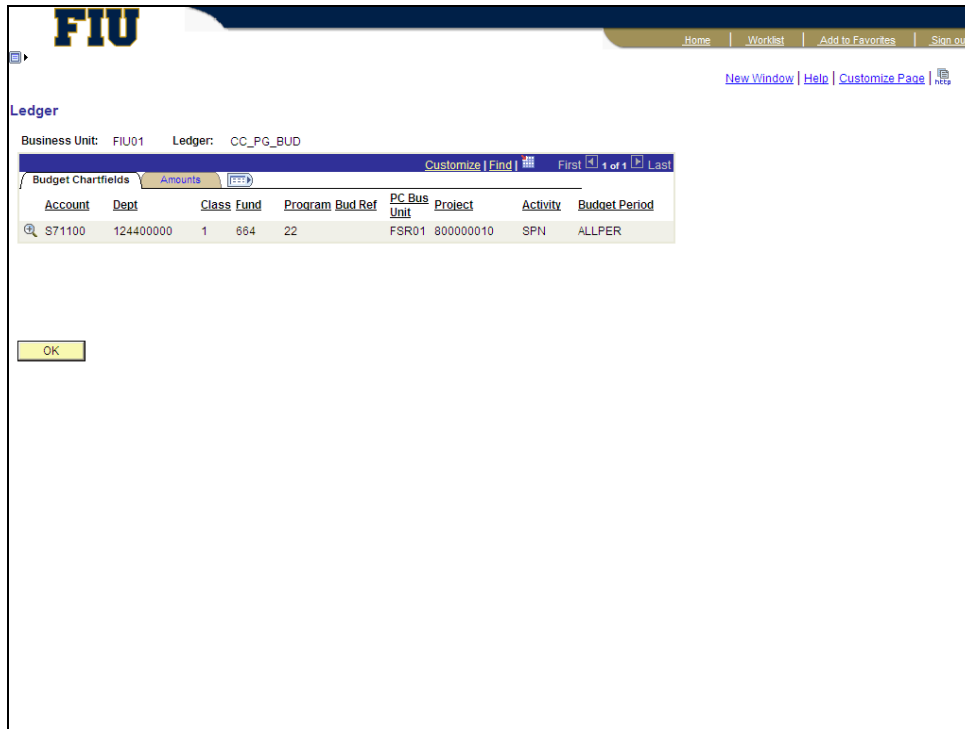 FIU
Home | Worklist | Add to Favorites | Sign ou
New Window | Help | Customize Page | http
Ledger
Business Unit: FIU01 Ledger: CC_PG_BUD
Customize | Find | First 1 of 1 Last
Budget Chartfields Amounts
Account Dept Class Fund Program Bud Ref PC Bus Unit Project Activity Budget Period
S71100 124400000 1 664 22 FSR01 800000010 SPN ALLPER
OK